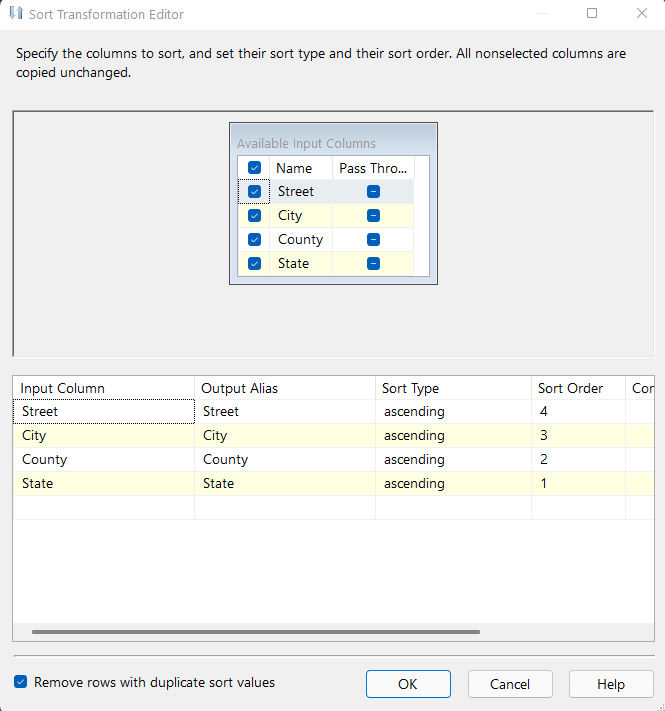 Sort Transformation Editor
Specify the columns to sort, and set their sort type and their sort order. All nonselected columns are
copied unchanged.
Available Input Columns
Name Pass Thro...
Street
City
County
State
Input Column Output Alias Sort Type Sort Order Cor
Street Street ascending 4
City City ascending 3
County County ascending 2
State State ascending 1
Remove rows with duplicate sort values OK Cancel Help